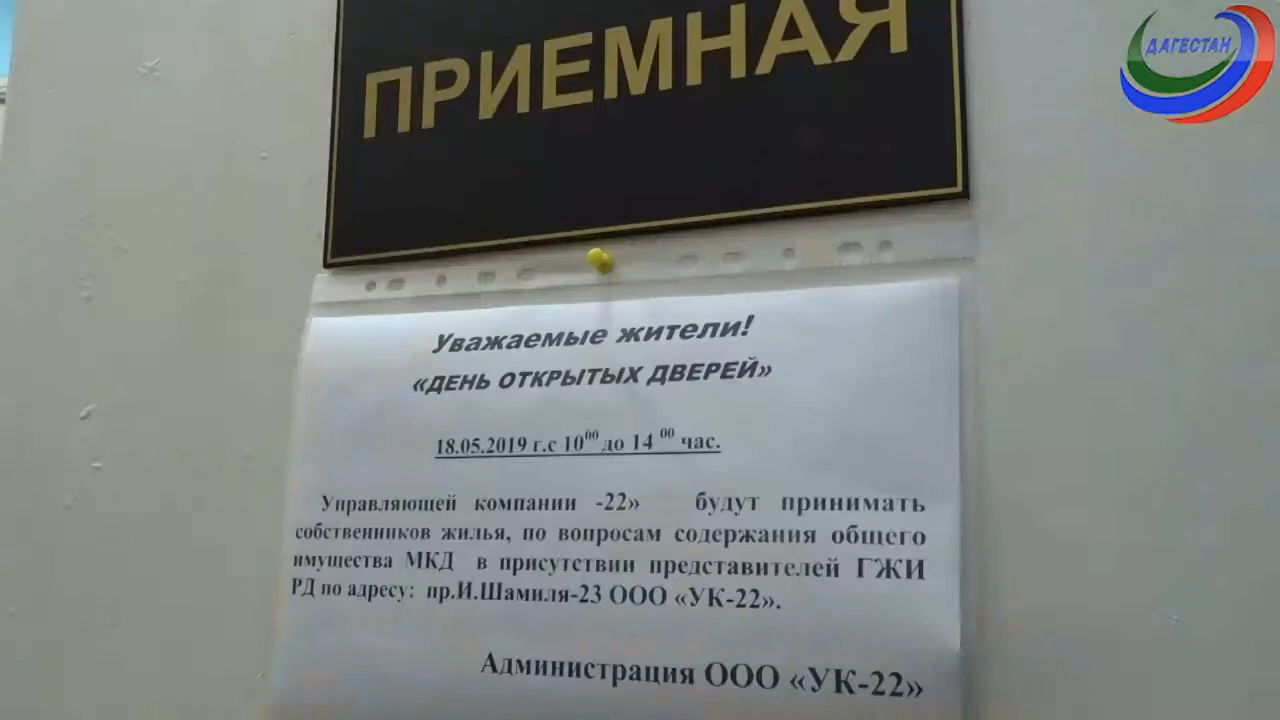 ДАГЕСТАН
ПРИЕМНАЯ
Уважаемые жители!
«ДЕНЬ ОТКРЫТЫХ ДВЕРЕЙ»
18.05.2019 г.с 10⁰⁰ до 14 ⁰⁰ час.
Управляющей компании -22» будут принимать
собственников жилья, по вопросам содержания общего
имущества МКД в присутствии представителей ГЖИ
РД по адресу: пр.И.Шамиля-23 ООО «УК-22».
Администрация ООО «УК-22»